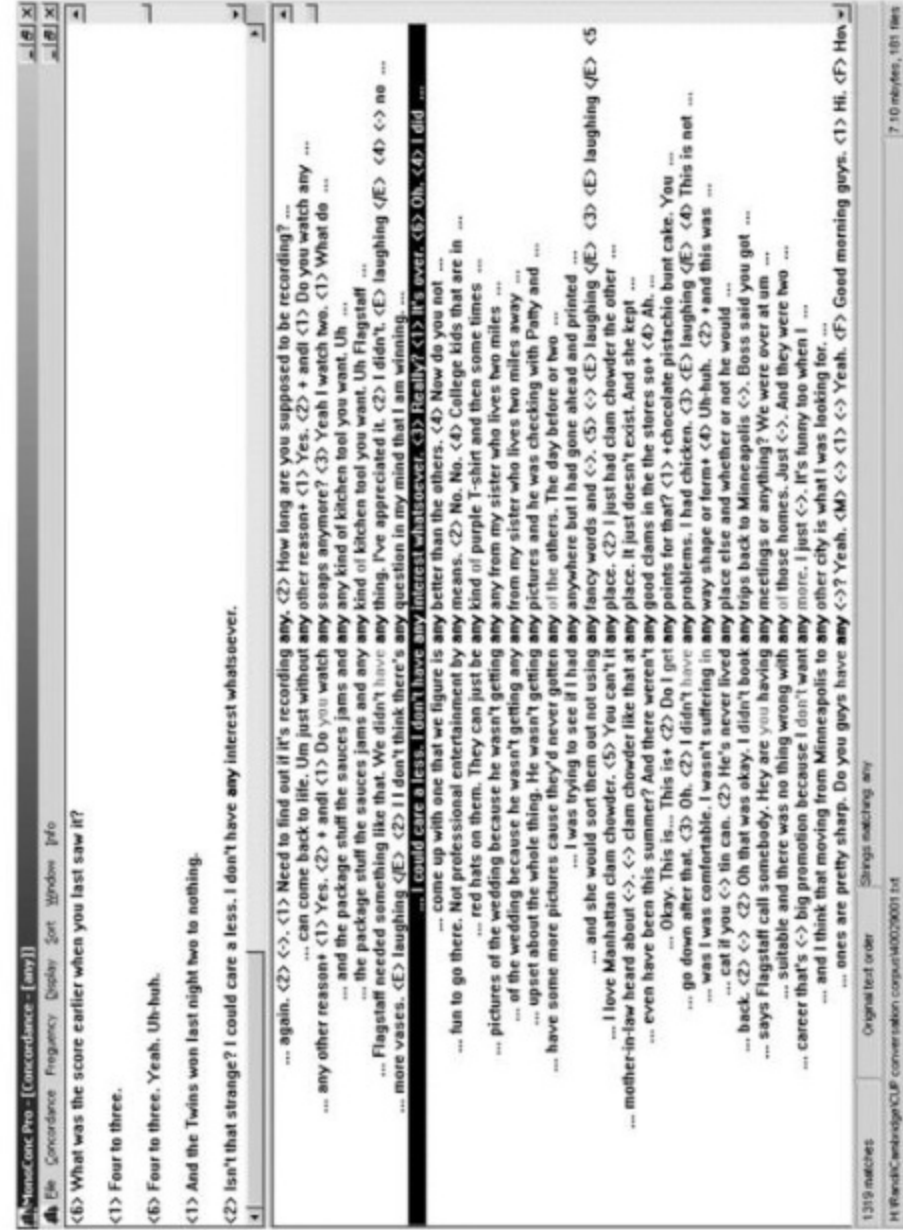 MonoConc Pro - [Concordance - [any]]
File Concordance Frequency Display Sort Window Info
<6> What was the score earlier when you last saw it?
<1> Four to three.
<6> Four to three. Yeah. Uh-huh.
<1> And the Twins won last night two to nothing.
<2> Isn't that strange? I could care a less. I don't have any interest whatsoever.
... again. <2> <->. <1> Need to find out if it's recording any. <2> How long are you supposed to be recording? ...
... can come back to life. Um just without any other reason+ <1> Yes. <2> + andI <1> Do you watch any ...
... any other reason+ <1> Yes. <2> + andI <1> Do you watch any soaps anymore? <3> Yeah I watch two. <1> What do ...
... and the package stuff the sauces jams and any kind of kitchen tool you want. Uh ...
... the package stuff the sauces jams and any kind of kitchen tool you want. Uh Flagstaff ...
... Flagstaff needed something like that. We didn't have any thing. I've appreciated it. <2> I didn't. <E> laughing </E> <4> <-> no ...
... more vases. <E> laughing </E> <2> I I don't think there's any question in my mind that I am winning. ...
... I could care a less. I don't have any interest whatsoever. <3> Really? <1> It's over. <6> Oh. <4> I did ...
... come up with one that we figure is any better than the others. <4> Now do you not ...
... fun to go there. Not professional entertainment by any means. <2> No. No. <4> College kids that are in ...
... red hats on them. They can just be any kind of purple T-shirt and then some times ...
... pictures of the wedding because he wasn't getting any from my sister who lives two miles ...
... of the wedding because he wasn't getting any from my sister who lives two miles away ...
... upset about the whole thing. He wasn't getting any pictures and he was checking with Patty and ...
... have some more picture cause they'd never gotten any of the others. The day before or two ...
... I was trying to see if I had anywhere but I had gone ahead and printed ...
... and she would sort them out not using any fancy words and <->. <5> <-> <E> laughing </E> <3> <E> laughing </E> <5
... I love Manhattan clam chowder. <5> You can't it any place. <2> I just had clam chowder the other ...
... mother-in-law heard about <->. <-> clam chowder like that at any place. It just doesn't exist. And she kept ...
... even have been this summer? And there weren't any good clams in the the stores so+ <4> Ah. ...
... Okay. This is... This is+ <2> Do I get any points for that? <1> +chocolate pistachio bunt cake. You ...
... go down after that. <3> Oh. <2> I didn't have any problems. I had chicken. <3> <E> laughing </E> <4> This is not ...
... was I was comfortable. I wasn't suffering in any way shape or form+ <4> Uh-huh. <2> +and this was ...
... cat if you <-> tin can. <2> He's never lived any place else and whether or not he would ...
... back. <2> <-> <2> Oh that was okay. I didn't book any trips back to Minneapolis <->. Boss said you got ...
... says Flagstaff call somebody. Hey are you having any meetings or anything? We were over at um ...
... suitable and there was no thing wrong with any of those homes. Just <->. And they were two ...
... career that's <-> big promotion because I don't want any more. I just <->. It's funny too when I ...
... and I think that moving from Minneapolis to any other city is what I was looking for. ...
... ones are pretty sharp. Do you guys have any <->? Yeah. <M> <-> <1> <-> Yeah. <F> Good morning guys. <1> Hi. <F> How
1319 matches Original text order Strings matching: any
7.10 mbytes, 181 files